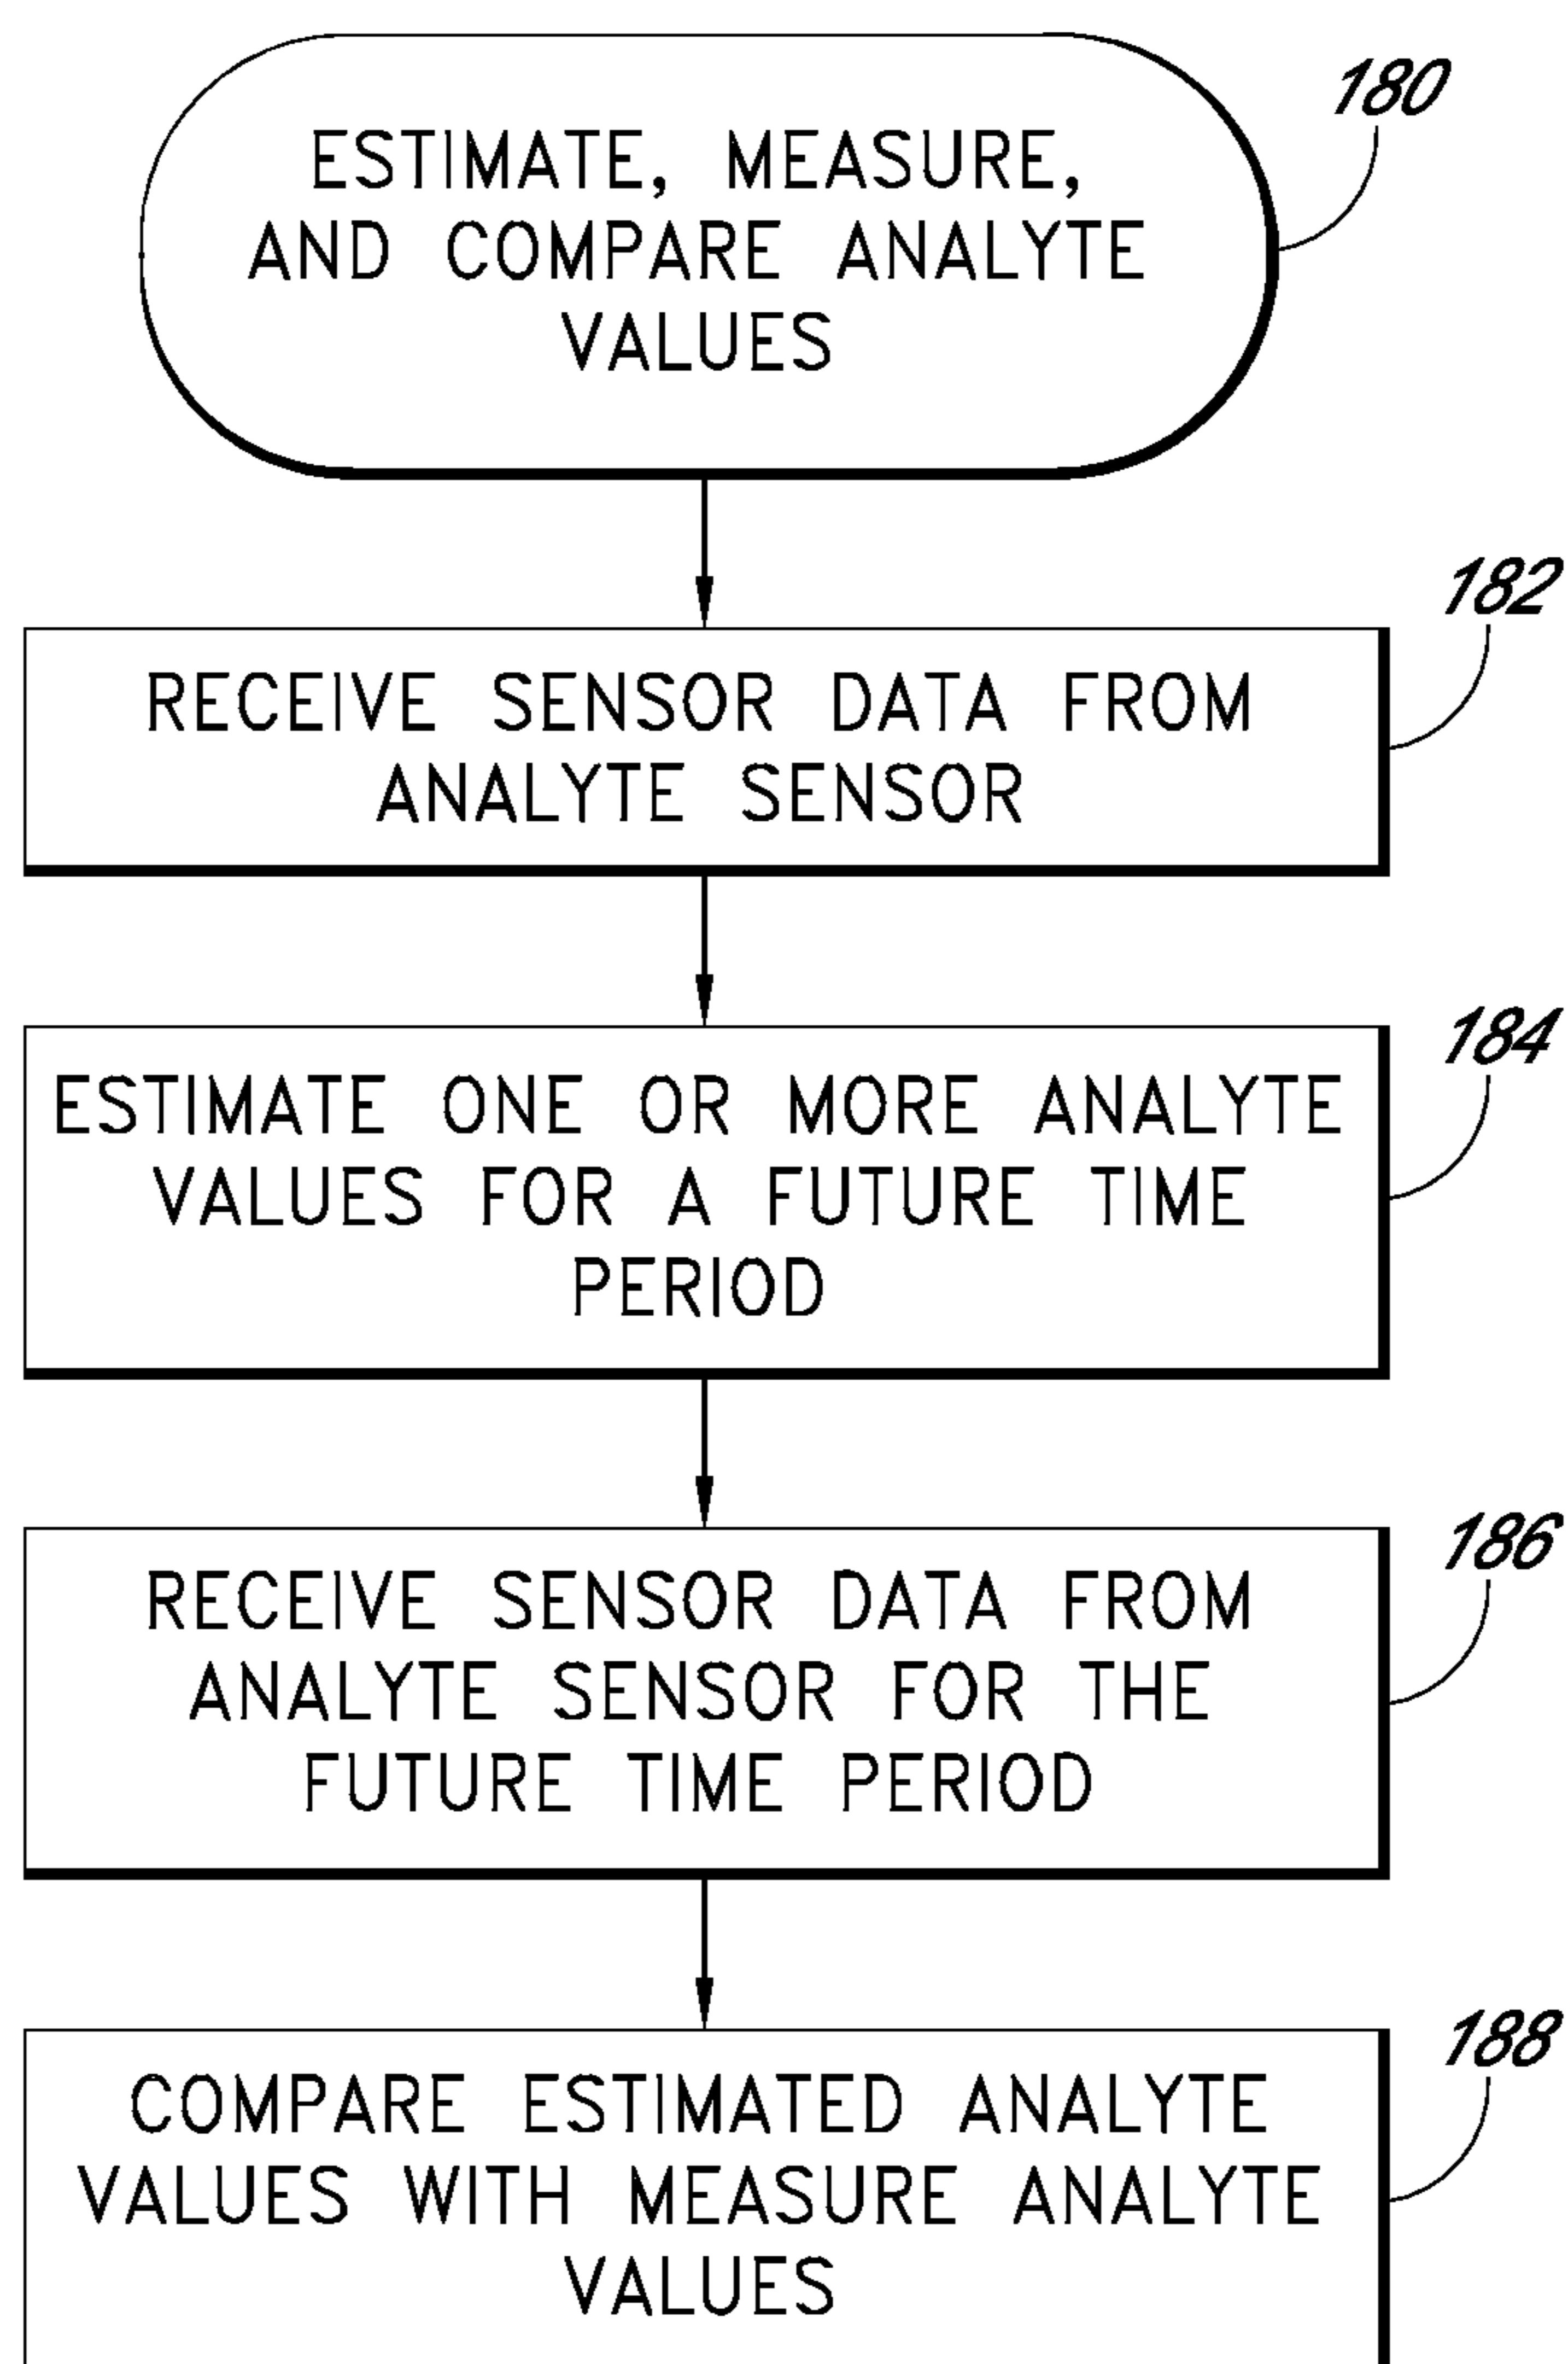 180
ESTIMATE, MEASURE,
AND COMPARE ANALYTE
VALUES
182
RECEIVE SENSOR DATA FROM
ANALYTE SENSOR
184
ESTIMATE ONE OR MORE ANALYTE
VALUES FOR A FUTURE TIME
PERIOD
186
RECEIVE SENSOR DATA FROM
ANALYTE SENSOR FOR THE
FUTURE TIME PERIOD
188
COMPARE ESTIMATED ANALYTE
VALUES WITH MEASURE ANALYTE
VALUES